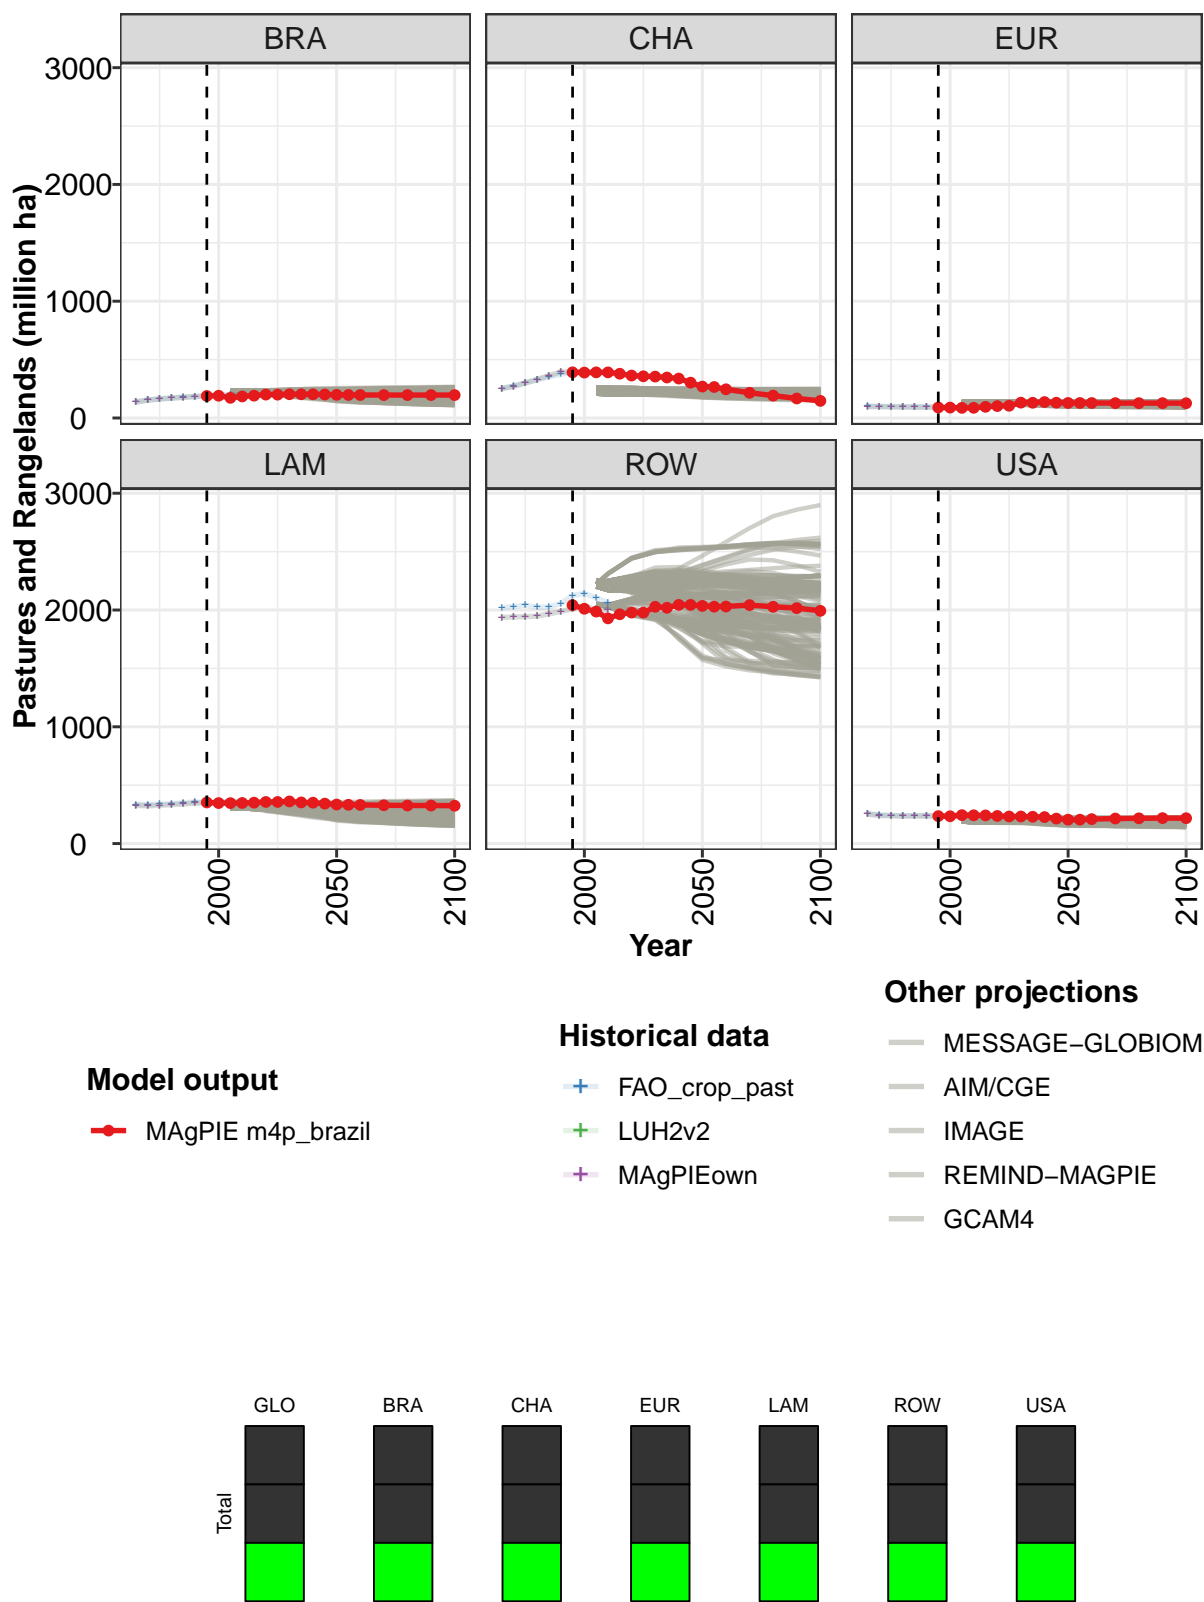 BRA CHA EUR
3000
2000
1000
0
Pastures and Rangelands (million ha)
LAM ROW USA
3000
2000
1000
0
2000 2050 2100 2000 2050 2100 2000 2050 2100
Year
Model output
MAgPIE m4p_brazil
Historical data
FAO_crop_past
LUH2v2
MAgPIEown
Other projections
MESSAGE−GLOBIOM
AIM/CGE
IMAGE
REMIND−MAGPIE
GCAM4
GLO BRA CHA EUR LAM ROW USA
Total